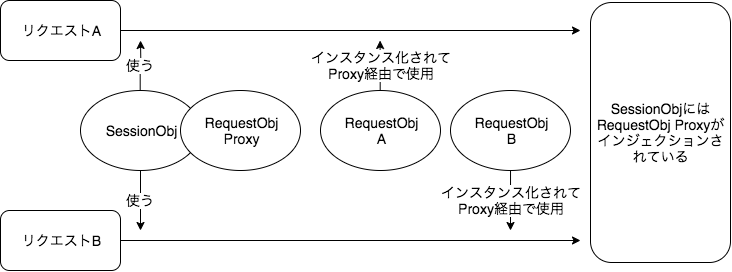 リクエストA
使う
インスタンス化されて
Proxy経由で使用
SessionObj
RequestObj
Proxy
RequestObj
A
RequestObj
B
SessionObjには
RequestObj Proxyが
インジェクションさ
れている
使う
インスタンス化されて
Proxy経由で使用
リクエストB